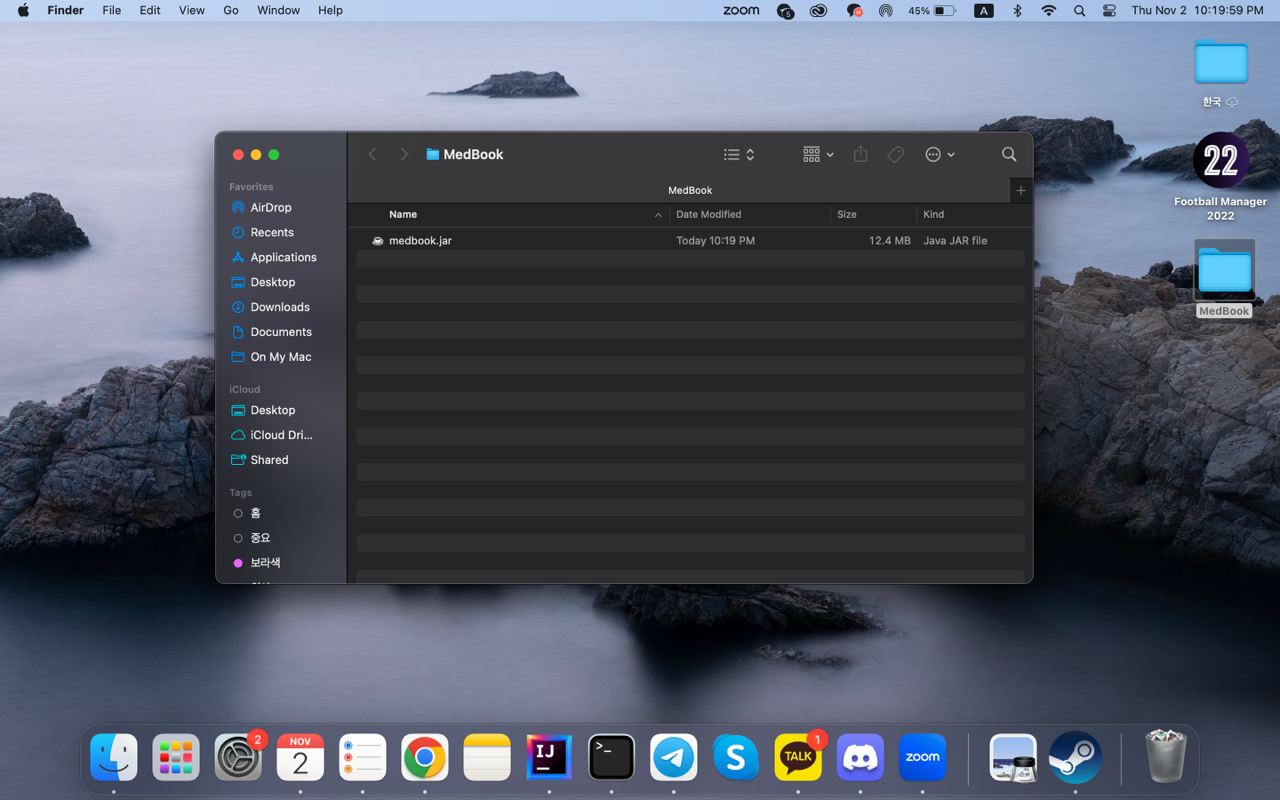 Finder File Edit View Go Window Help zoom 5 45% A Thu Nov 2 10:19:59 PM
한국
22
Football Manager
2022
MedBook
MedBook
MedBook
Favorites
AirDrop
Recents
Applications
Desktop
Downloads
Documents
On My Mac
iCloud
Desktop
iCloud Dri...
Shared
Tags
홈
중요
보라색
Name Date Modified Size Kind
medbook.jar Today 10:19 PM 12.4 MB Java JAR file
2
NOV
2
IJ
>_
S
TALK
1
zoom